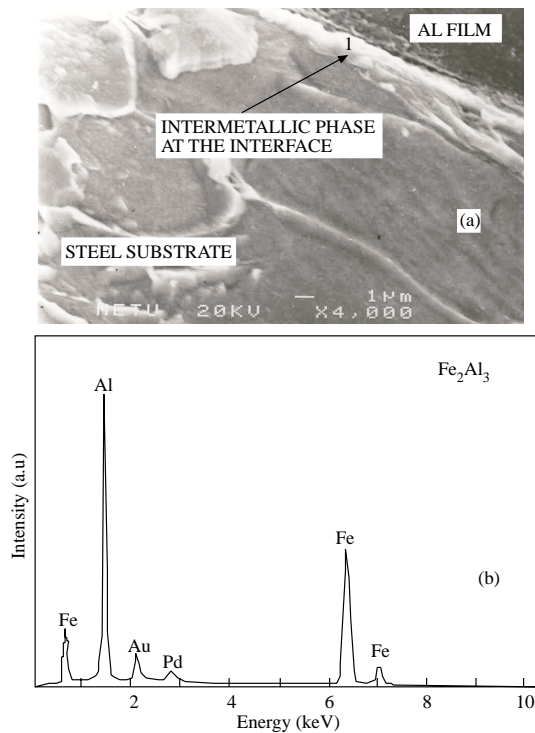 AL FILM
1
INTERMETALLIC PHASE
AT THE INTERFACE
(a)
STEEL SUBSTRATE
METU 20KV 1µm
X4,000
Fe2Al3
Al
Intensity (a.u)
Fe
(b)
Fe
Au
Pd
Fe
2 4 6 8 10
Energy (keV)